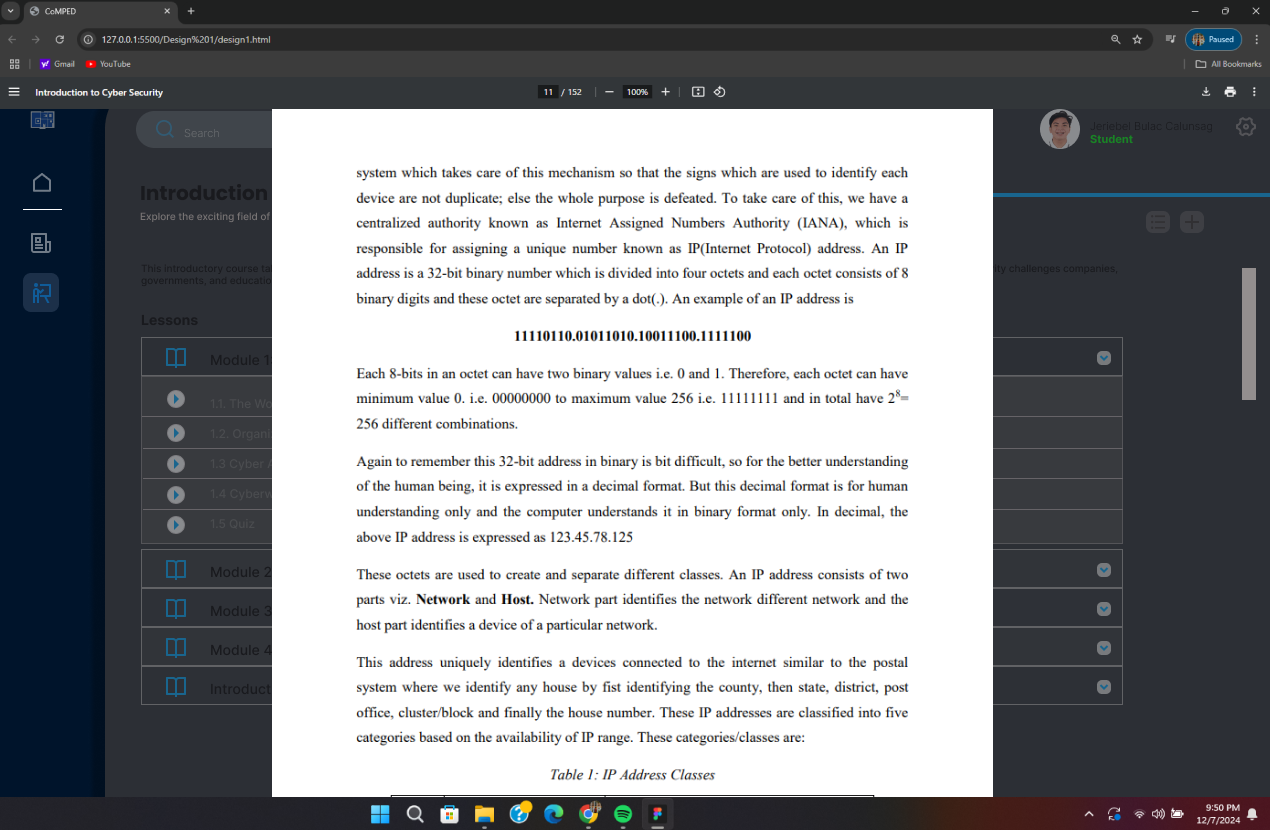 CoMPED
127.0.0.1:5500/Design%201/design1.html
Paused
Gmail
YouTube
All Bookmarks
Introduction to Cyber Security
11 / 152
100%
Search
Jenebel Bulac Calunsag
Student
Introduction
Explore the exciting field of
This introductory course
ity challenges companies,
governments, and educatio
Lessons
Module 1
1.1. The Wo
1.2. Organi
1.3 Cyber A
1.4 Cyberw
1.5 Quiz
Module 2
Module 3
Module 4
Introduct
system which takes care of this mechanism so that the signs which are used to identify each
device are not duplicate; else the whole purpose is defeated. To take care of this, we have a
centralized authority known as Internet Assigned Numbers Authority (IANA), which is
responsible for assigning a unique number known as IP(Internet Protocol) address. An IP
address is a 32-bit binary number which is divided into four octets and each octet consists of 8
binary digits and these octet are separated by a dot(.). An example of an IP address is
11110110.01011010.10011100.1111100
Each 8-bits in an octet can have two binary values i.e. 0 and 1. Therefore, each octet can have
minimum value 0. i.e. 00000000 to maximum value 256 i.e. 11111111 and in total have 2⁸=
256 different combinations.
Again to remember this 32-bit address in binary is bit difficult, so for the better understanding
of the human being, it is expressed in a decimal format. But this decimal format is for human
understanding only and the computer understands it in binary format only. In decimal, the
above IP address is expressed as 123.45.78.125
These octets are used to create and separate different classes. An IP address consists of two
parts viz. Network and Host. Network part identifies the network different network and the
host part identifies a device of a particular network.
This address uniquely identifies a devices connected to the internet similar to the postal
system where we identify any house by fist identifying the county, then state, district, post
office, cluster/block and finally the house number. These IP addresses are classified into five
categories based on the availability of IP range. These categories/classes are:
Table 1: IP Address Classes
9:50 PM
12/7/2024